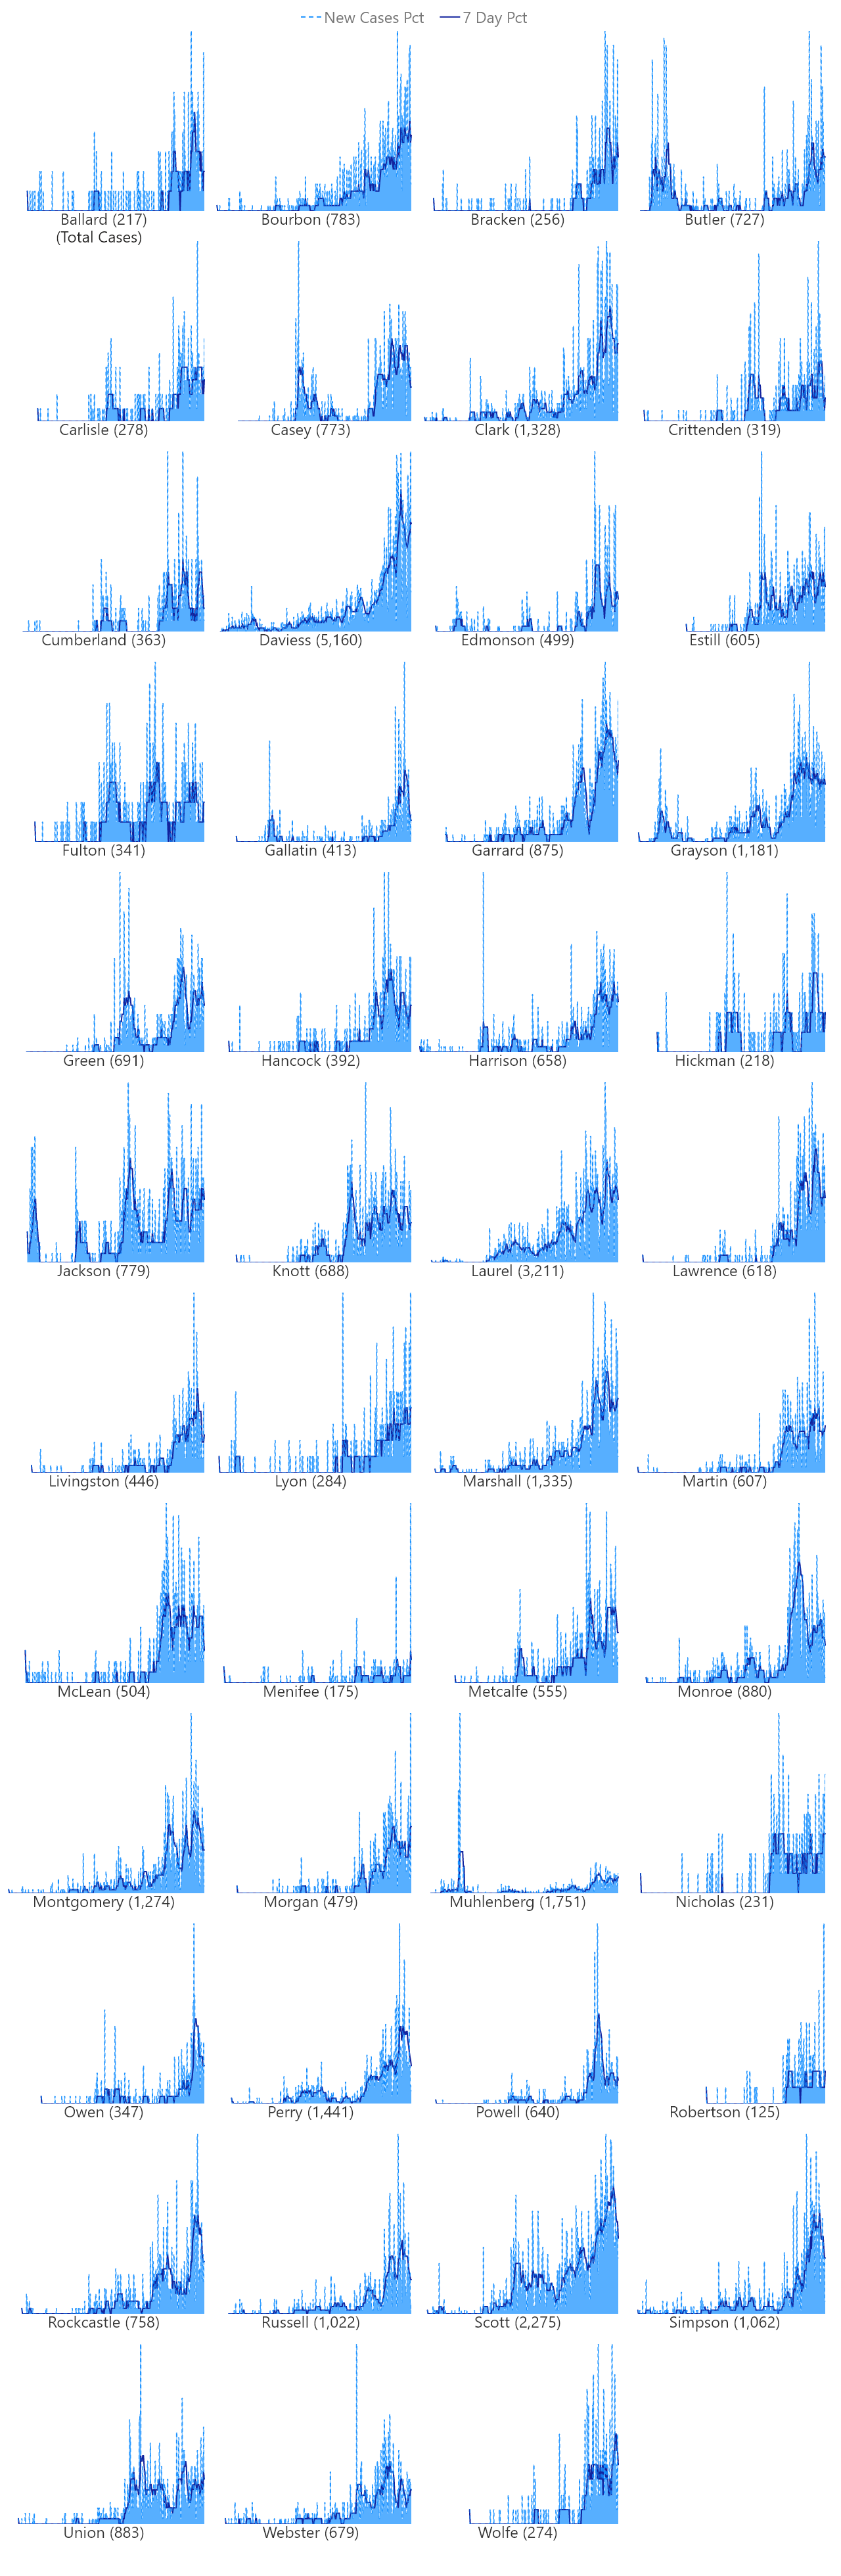 New Cases Pct 7 Day Pct
Ballard (217) Bourbon (783) Bracken (256) Butler (727)
(Total Cases)
Carlisle (278) Casey (773) Clark (1,328) Crittenden (319)
Cumberland (363) Daviess (5,160) Edmonson (499) Estill (605)
Fulton (341) Gallatin (413) Garrard (875) Grayson (1,181)
Green (691) Hancock (392) Harrison (658) Hickman (218)
Jackson (779) Knott (688) Laurel (3,211) Lawrence (618)
Livingston (446) Lyon (284) Marshall (1,335) Martin (607)
McLean (504) Menifee (175) Metcalfe (555) Monroe (880)
Montgomery (1,274) Morgan (479) Muhlenberg (1,751) Nicholas (231)
Owen (347) Perry (1,441) Powell (640) Robertson (125)
Rockcastle (758) Russell (1,022) Scott (2,275) Simpson (1,062)
Union (883) Webster (679) Wolfe (274)